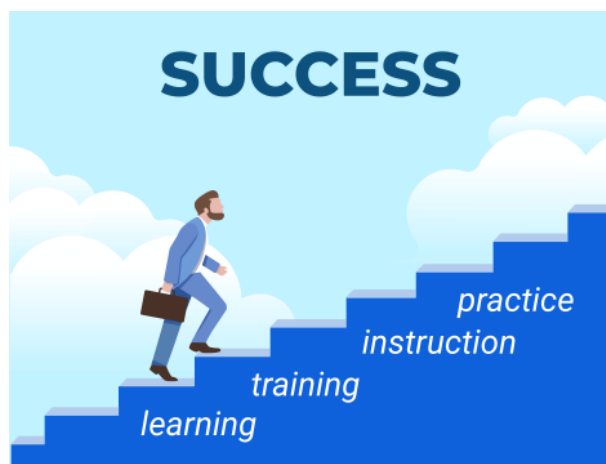 SUCCESS
practice
instruction
training
learning